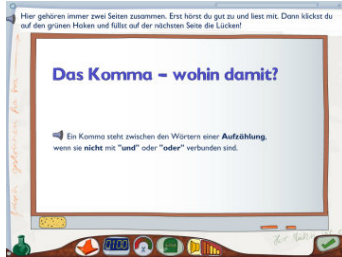 Hier gehören immer zwei Seiten zusammen. Erst hörst du gut zu und liest mit. Dann klickst du
auf den grünen Haken und füllst auf der nächsten Seite die Lücken!
Das Komma – wohin damit?
Ein Komma steht zwischen den Wörtern einer Aufzählung,
wenn sie nicht mit "und" oder "oder" verbunden sind.
0100